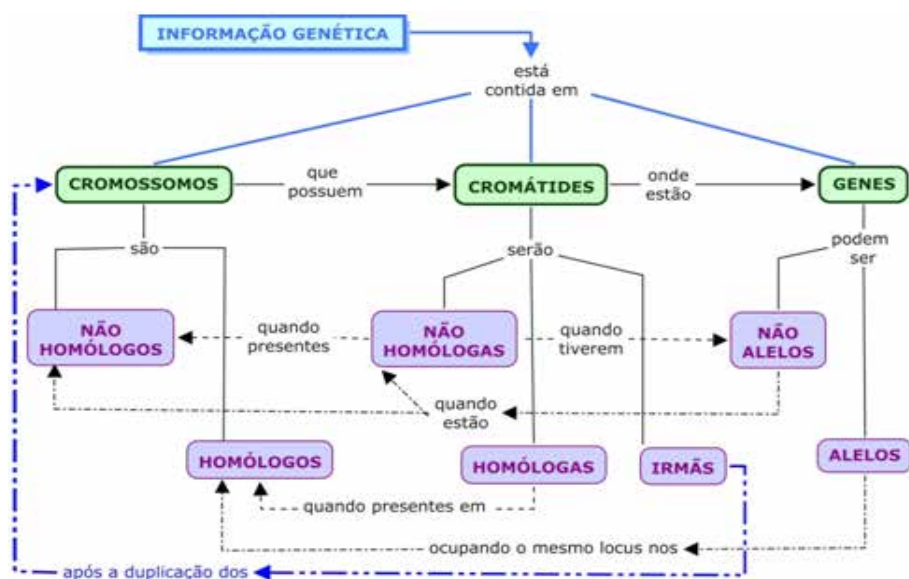 INFORMAÇÃO GENÉTICA
está
contida em
CROMOSSOMOS
que
possuem
CROMÁTIDES
onde
estão
GENES
são
serão
podem
ser
NÃO
HOMÓLOGOS
quando
presentes
NÃO
HOMÓLOGAS
quando
tiverem
NÃO
ALELOS
quando
estão
HOMÓLOGOS
HOMÓLOGAS
IRMÃS
ALELOS
quando presentes em
ocupando o mesmo locus nos
após a duplicação dos